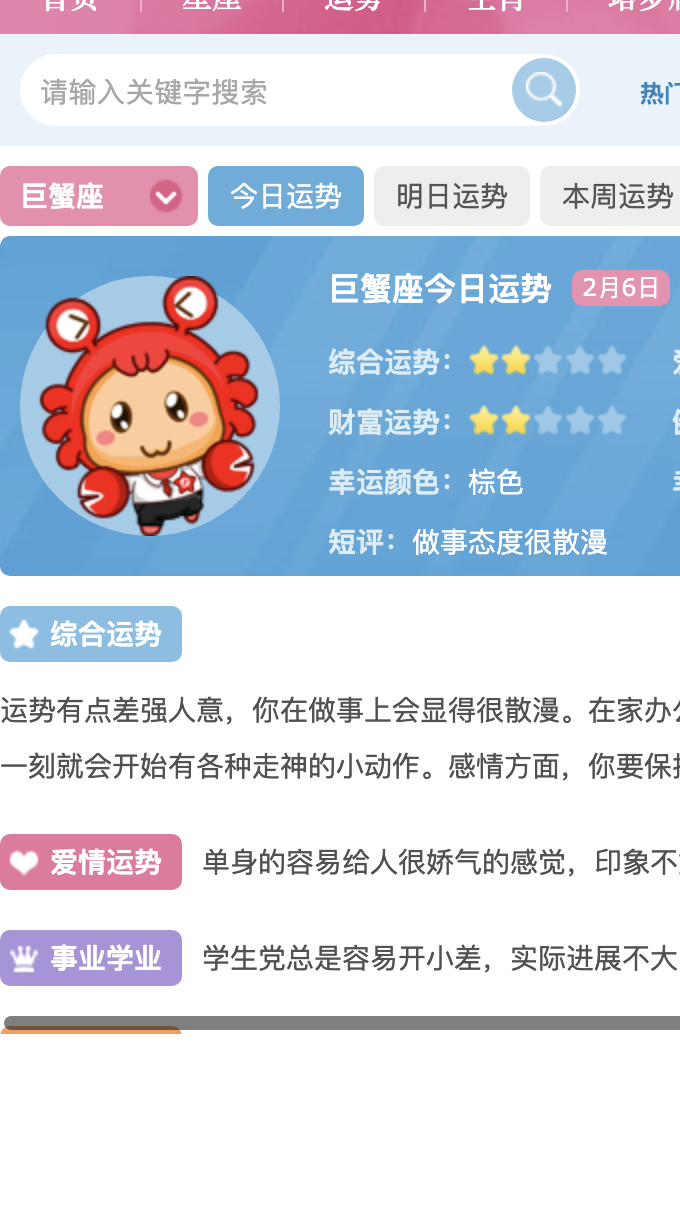 首页 星座 运势 生肖
请输入关键字搜索
热门
巨蟹座 今日运势 明日运势 本周运势
巨蟹座今日运势 2月6日
综合运势：
财富运势：
幸运颜色：棕色
短评：做事态度很散漫
综合运势
运势有点差强人意，你在做事上会显得很散漫。在家办
一刻就会开始有各种走神的小动作。感情方面，你要保
爱情运势 单身的容易给人很娇气的感觉，印象不
事业学业 学生党总是容易开小差，实际进展不大